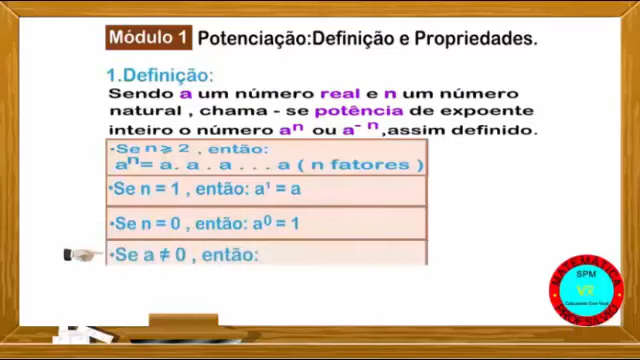 Módulo 1 Potenciação:Definição e Propriedades.
1.Definição:
Sendo a um número real e n um número
natural , chama - se potência de expoente
inteiro o número aⁿ ou a⁻ⁿ,assim definido.
•Se n ⩾ 2 , então:
aⁿ= a. a . a . . . a ( n fatores )
•Se n = 1 , então: a¹ = a
•Se n = 0 , então: a⁰ = 1
•Se a ≠ 0 , então:
MATEMÁTICA
SPM